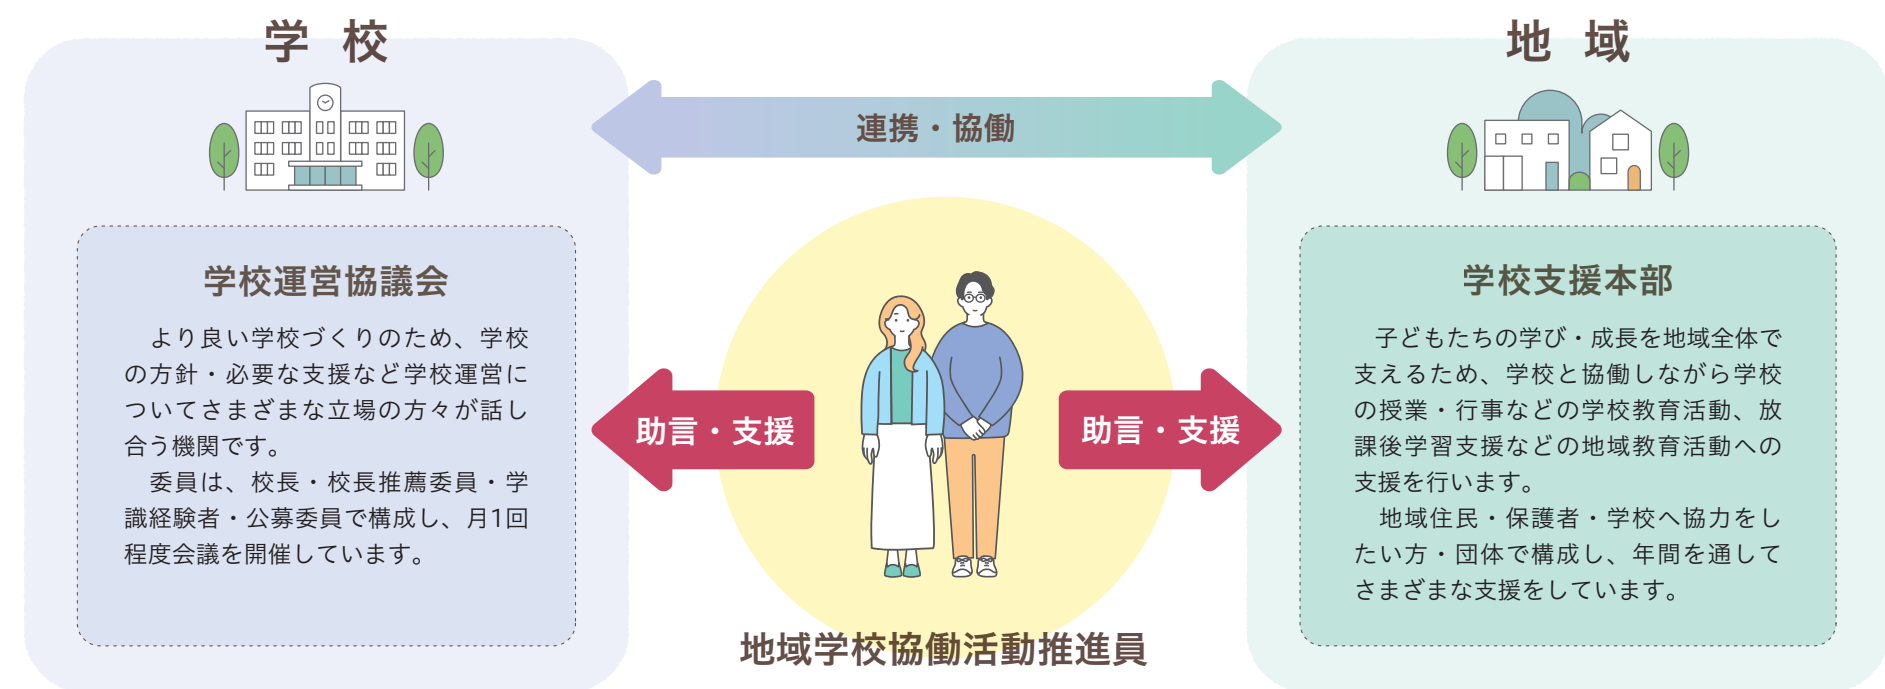 学校
地域
連携・協働
学校運営協議会
より良い学校づくりのため、学校
の方針・必要な支援など学校運営に
ついてさまざまな立場の方々が話し
合う機関です。
委員は、校長・校長推薦委員・学
識経験者・公募委員で構成し、月1回
程度会議を開催しています。
助言・支援
助言・支援
地域学校協働活動推進員
学校支援本部
子どもたちの学び・成長を地域全体で
支えるため、学校と協働しながら学校
の授業・行事などの学校教育活動、放
課後学習支援などの地域教育活動への
支援を行います。
地域住民・保護者・学校へ協力をし
たい方・団体で構成し、年間を通して
さまざまな支援をしています。